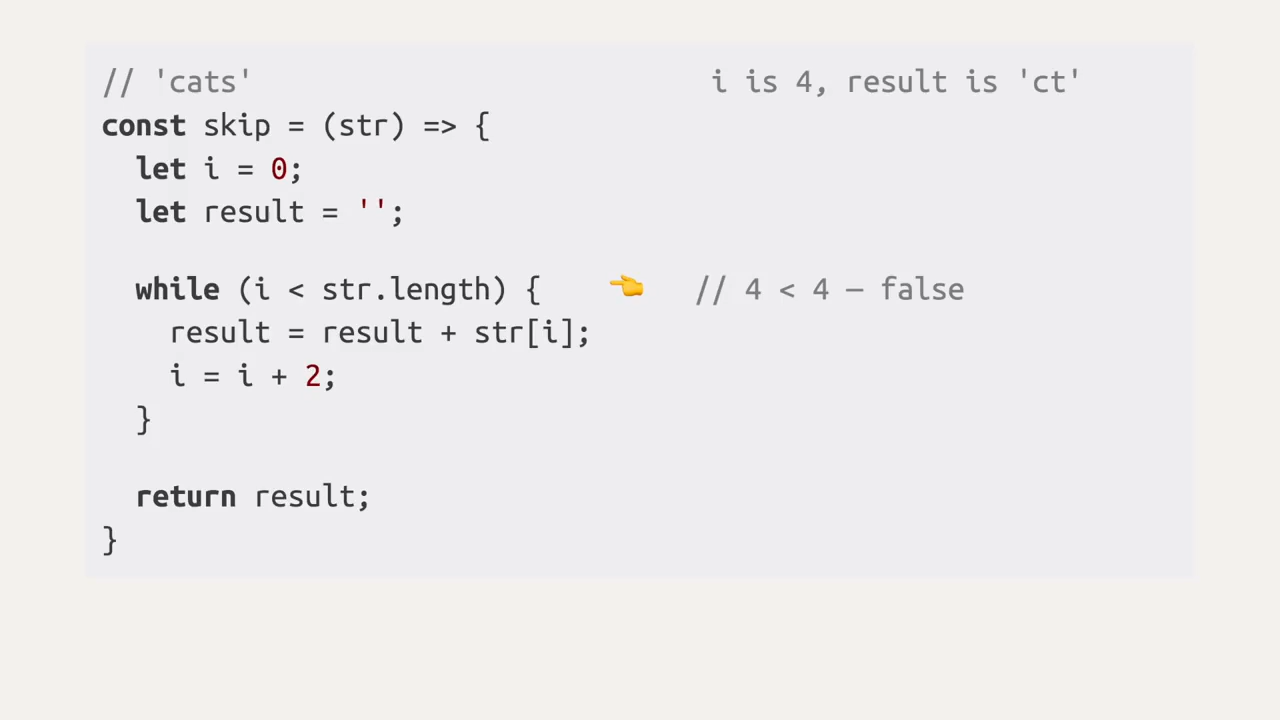 // 'cats' i is 4, result is 'ct'
const skip = (str) => {
let i = 0;
let result = '';
while (i < str.length) { 👈 // 4 < 4 — false
result = result + str[i];
i = i + 2;
}
return result;
}